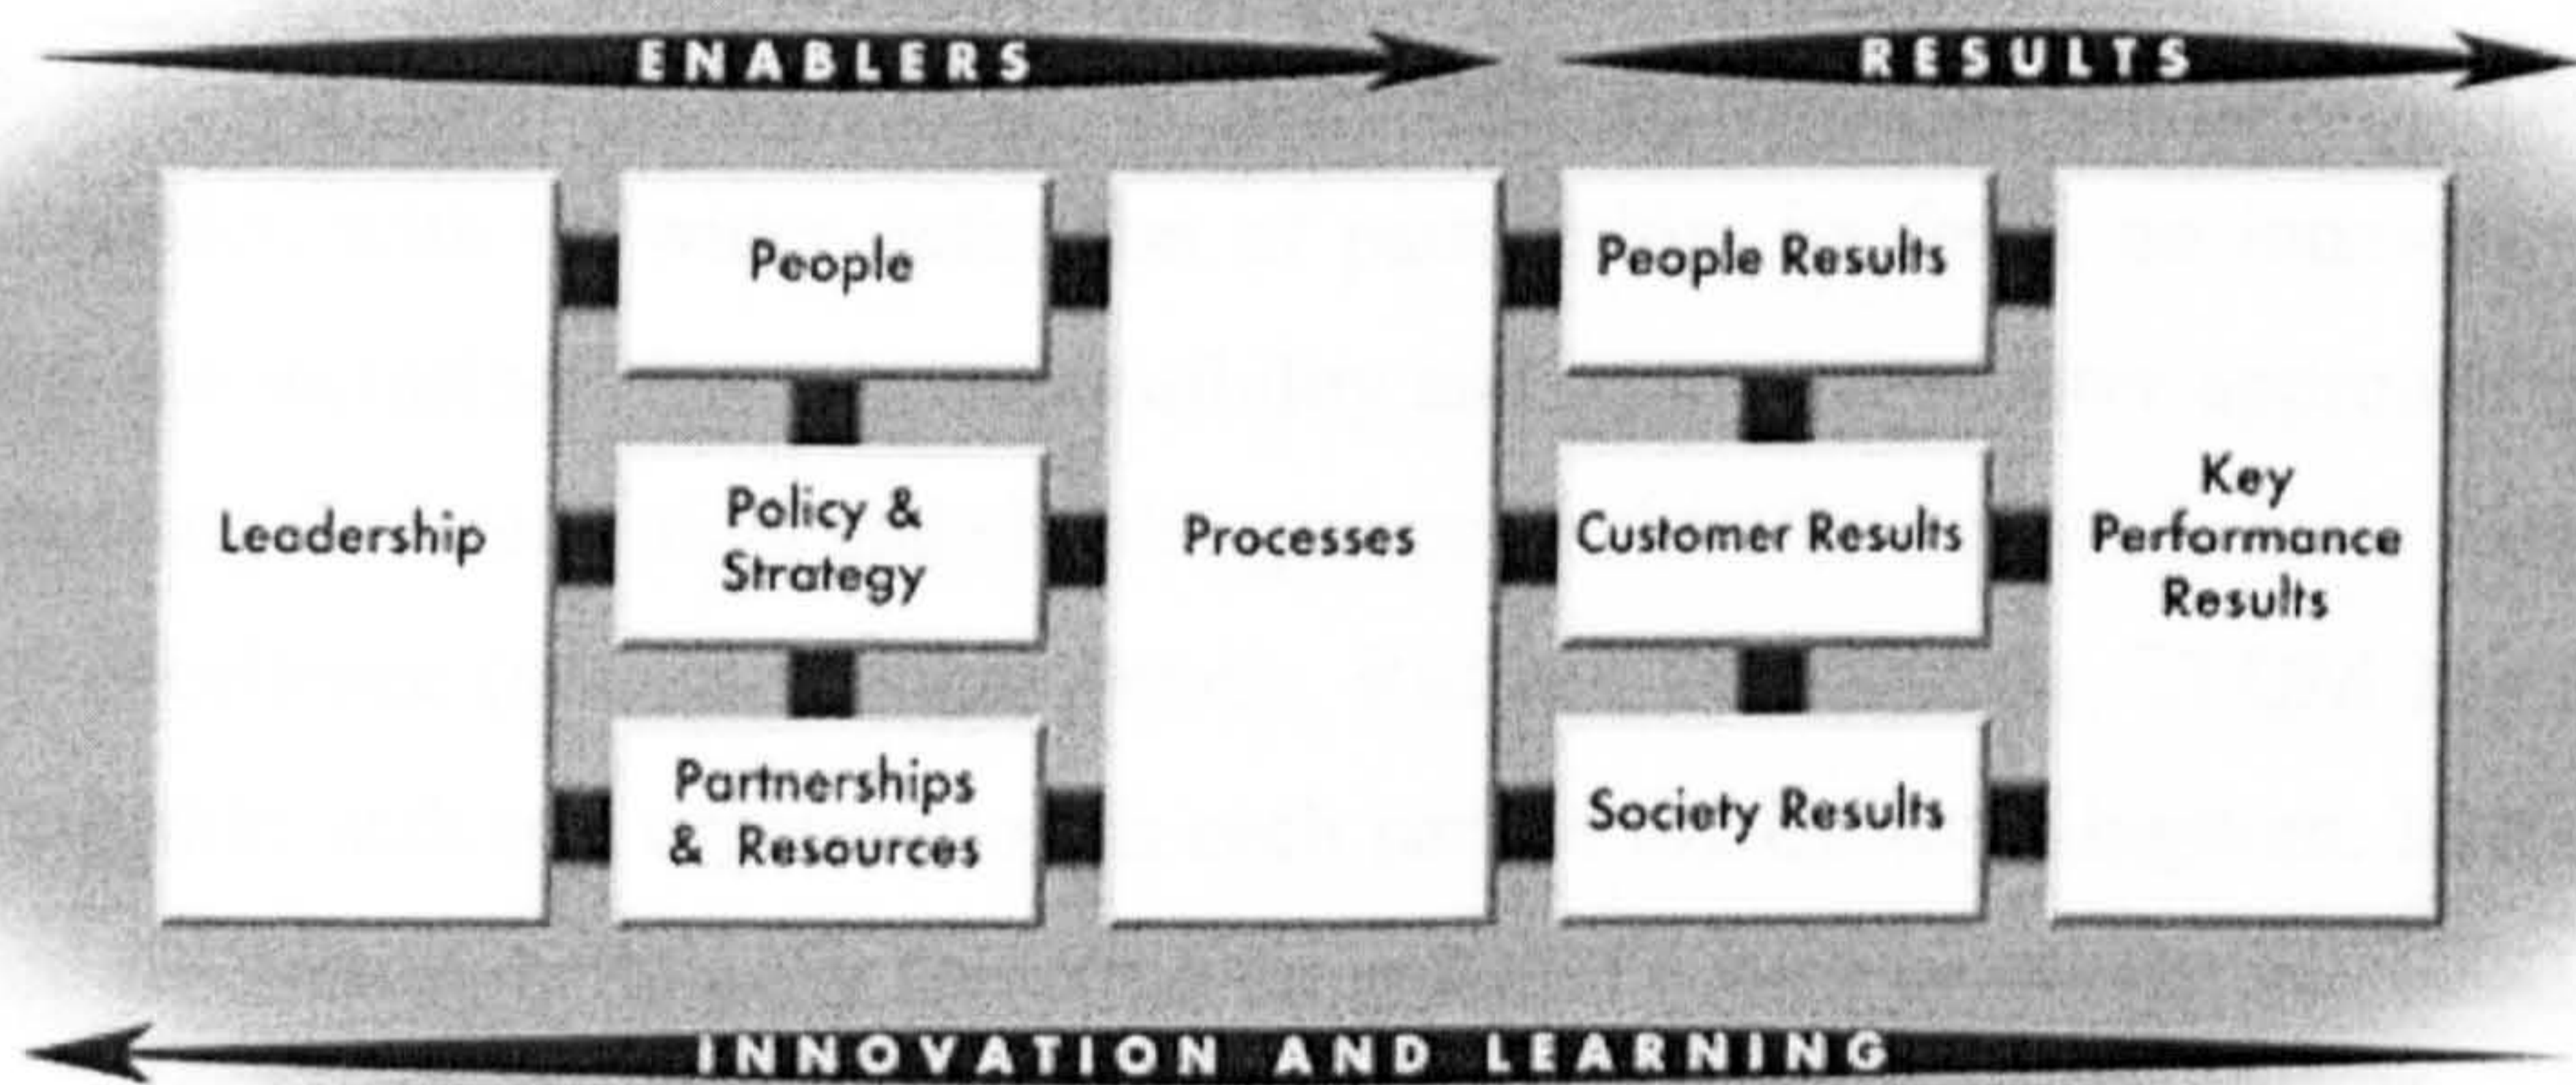 ENABLERS
RESULTS
Leadership
People
Policy &
Strategy
Partnerships
& Resources
Processes
People Results
Customer Results
Society Results
Key
Performance
Results
INNOVATION AND LEARNING